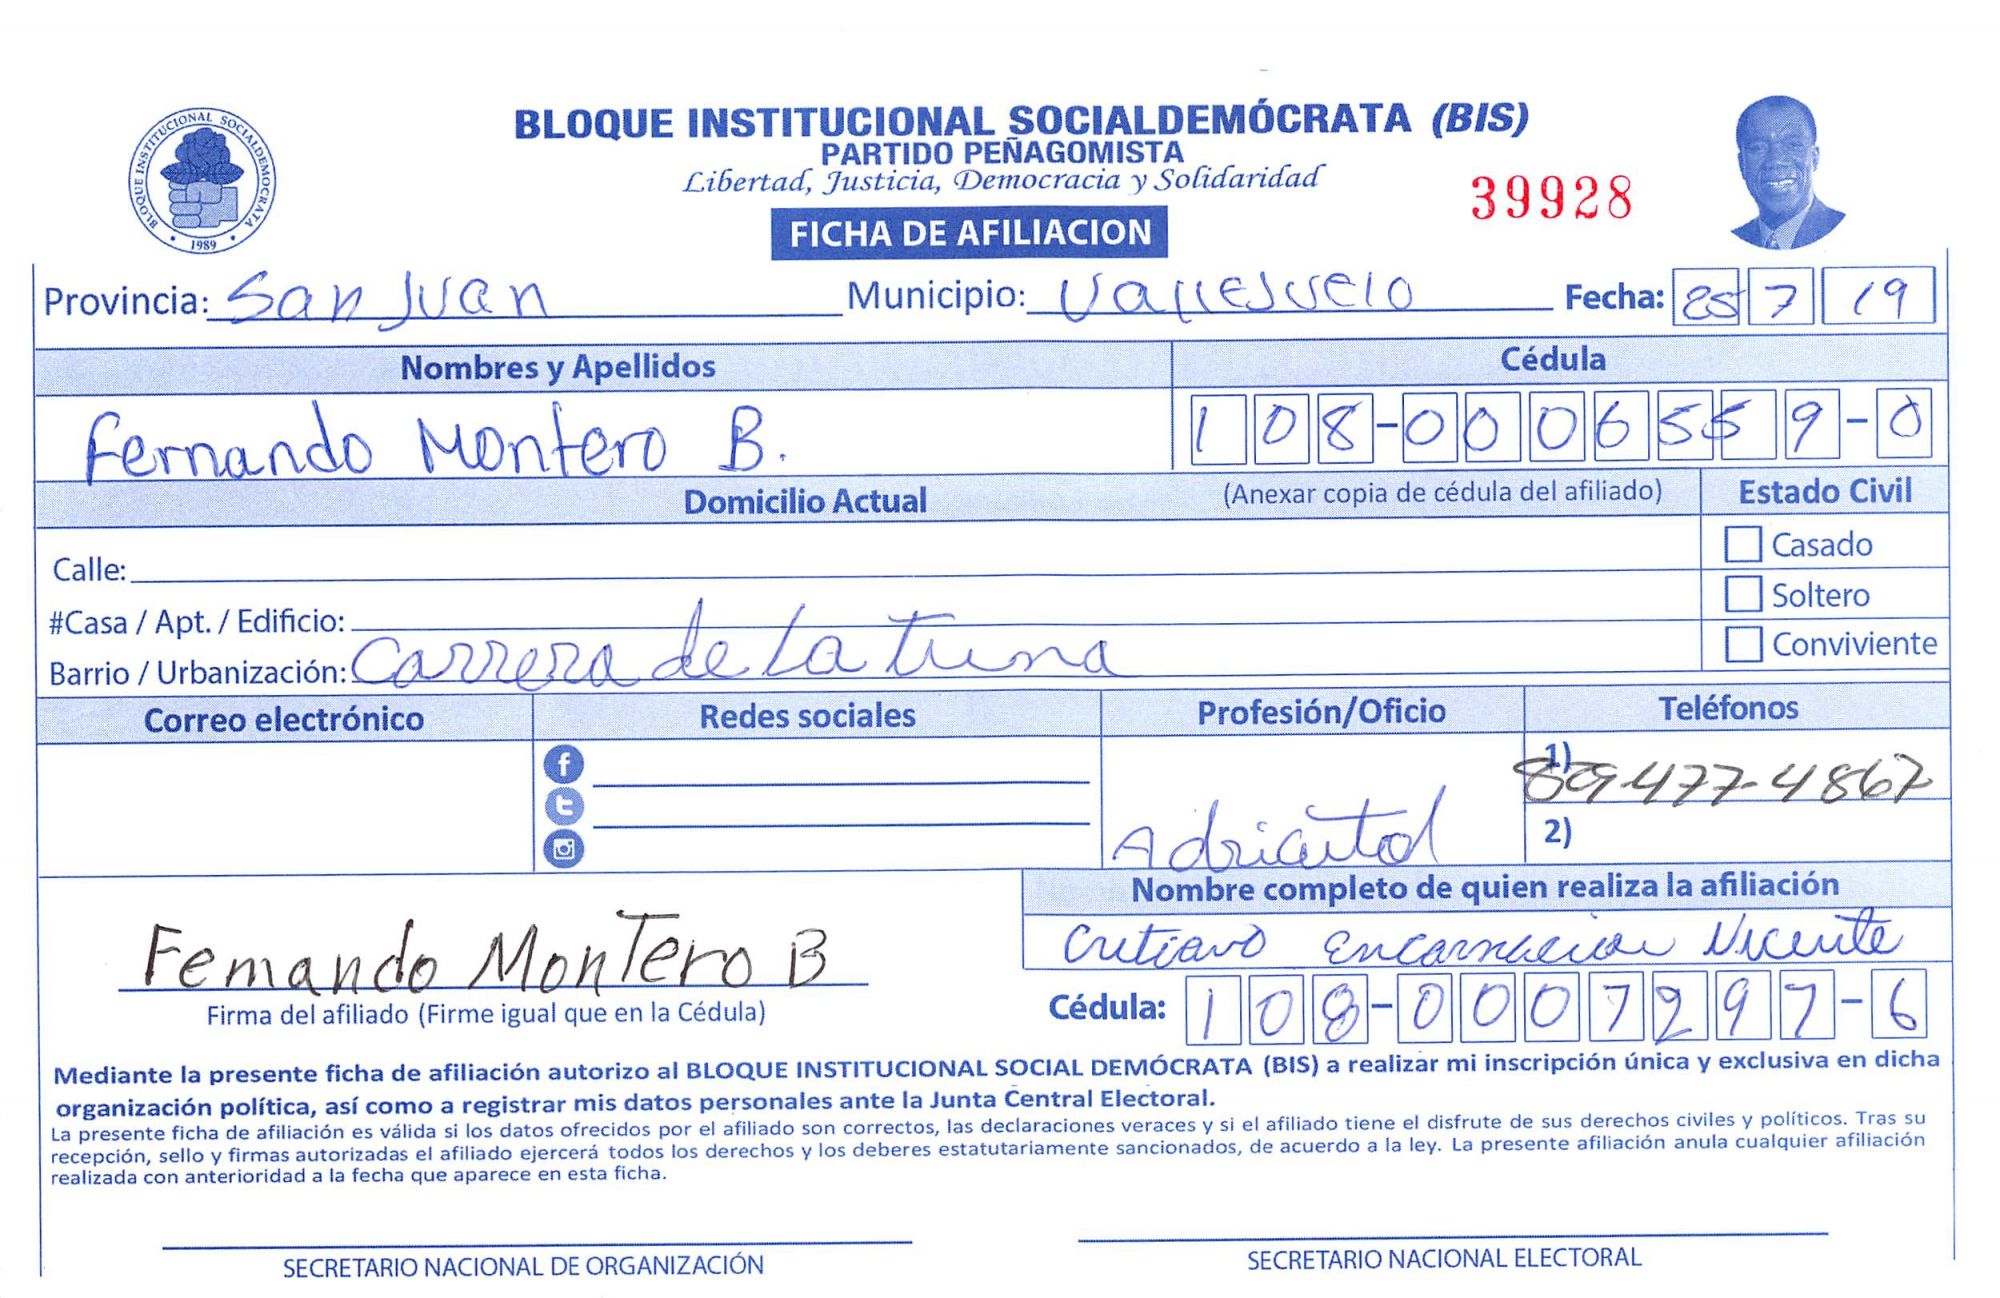 BLOQUE INSTITUCIONAL SOCIALDEMOCRATA
1989
BLOQUE INSTITUCIONAL SOCIALDEMÓCRATA (BIS)
PARTIDO PEÑAGOMISTA
Libertad, Justicia, Democracia y Solidaridad
39928
FICHA DE AFILIACION
Provincia: San Juan Municipio: Vallejuelo Fecha: 25 7 19
Nombres y Apellidos Cédula
Fernando Montero B. 108-0006559-0
Domicilio Actual (Anexar copia de cédula del afiliado) Estado Civil
Calle: Casado
#Casa / Apt. / Edificio: Soltero
Barrio / Urbanización: Carrera de La tuna Conviviente
Correo electrónico Redes sociales Profesión/Oficio Teléfonos
1) 809-477-4867
2)
Nombre completo de quien realiza la afiliación
Encarnacion Vicente
Fernando Montero B
Firma del afiliado (Firme igual que en la Cédula) Cédula: 108-0007297-6
Mediante la presente ficha de afiliación autorizo al BLOQUE INSTITUCIONAL SOCIAL DEMÓCRATA (BIS) a realizar mi inscripción única y exclusiva en dicha
organización política, así como a registrar mis datos personales ante la Junta Central Electoral.
La presente ficha de afiliación es válida si los datos ofrecidos por el afiliado son correctos, las declaraciones veraces y si el afiliado tiene el disfrute de sus derechos civiles y políticos. Tras su
recepción, sello y firmas autorizadas el afiliado ejercerá todos los derechos y los deberes estatutariamente sancionados, de acuerdo a la ley. La presente afiliación anula cualquier afiliación
realizada con anterioridad a la fecha que aparece en esta ficha.
SECRETARIO NACIONAL DE ORGANIZACIÓN SECRETARIO NACIONAL ELECTORAL